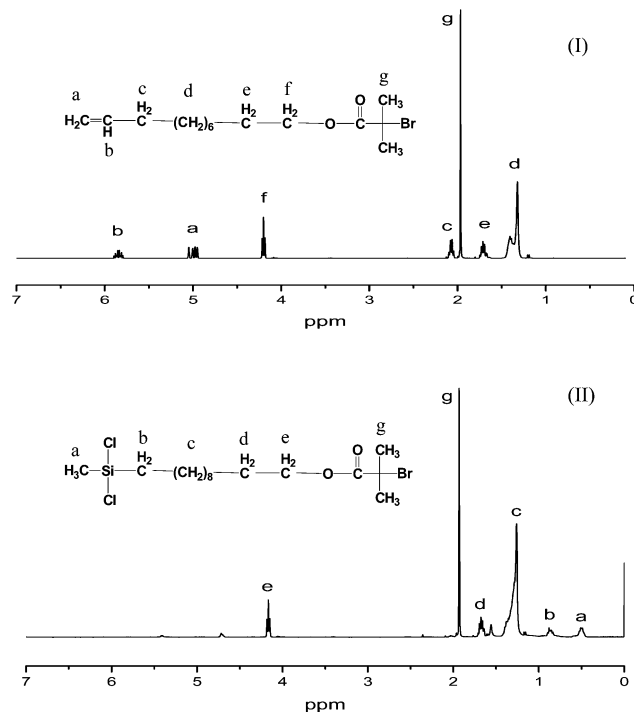 g
(I)
g
c d e f
H2 H2 H2 O CH3
a
H2C C C (CH2)6 C C O C Br
H CH3
b
d
f
b a c e
7 6 5 4 3 2 1 0
ppm
g
(II)
g
Cl b c d e
a H2 H2 H2 O CH3
H3C Si C (CH2)8 C C O C Br
Cl CH3
c
e
d
b a
7 6 5 4 3 2 1 0
ppm